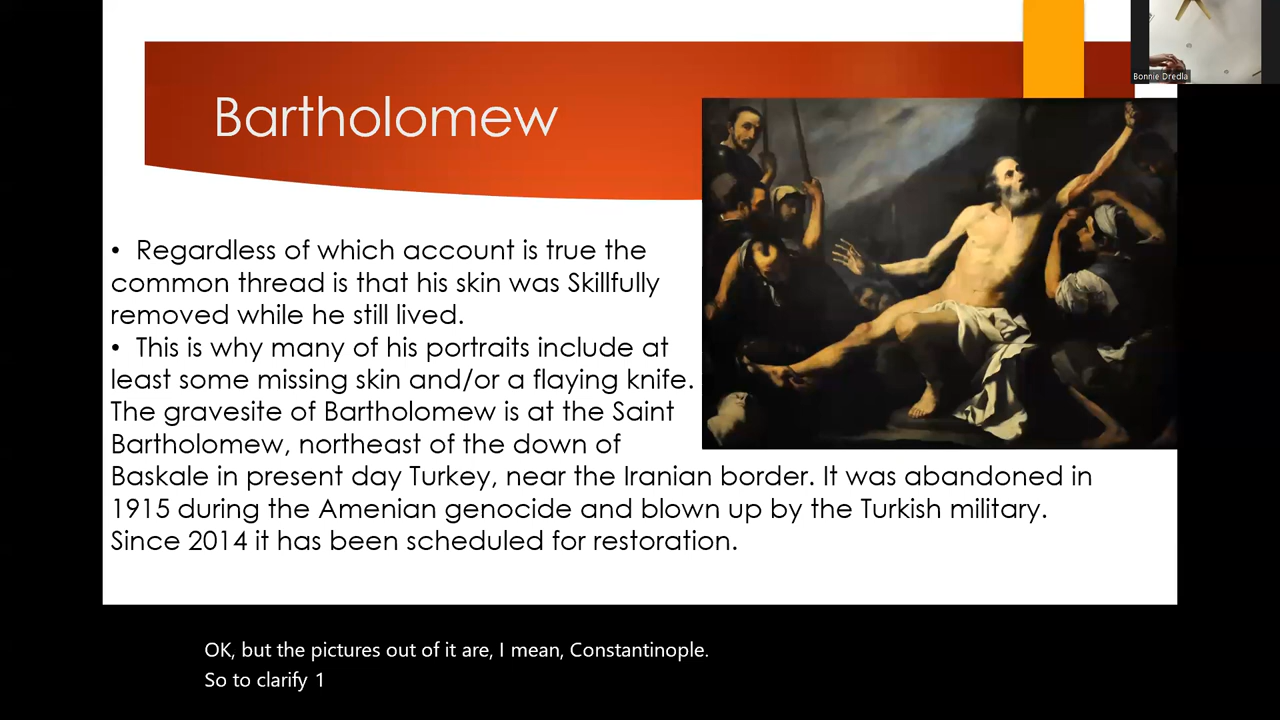 Bartholomew
Bonnie Dredla
• Regardless of which account is true the
common thread is that his skin was Skillfully
removed while he still lived.
• This is why many of his portraits include at
least some missing skin and/or a flaying knife.
The gravesite of Bartholomew is at the Saint
Bartholomew, northeast of the down of
Baskale in present day Turkey, near the Iranian border. It was abandoned in
1915 during the Amenian genocide and blown up by the Turkish military.
Since 2014 it has been scheduled for restoration.
OK, but the pictures out of it are, I mean, Constantinople.
So to clarify 1